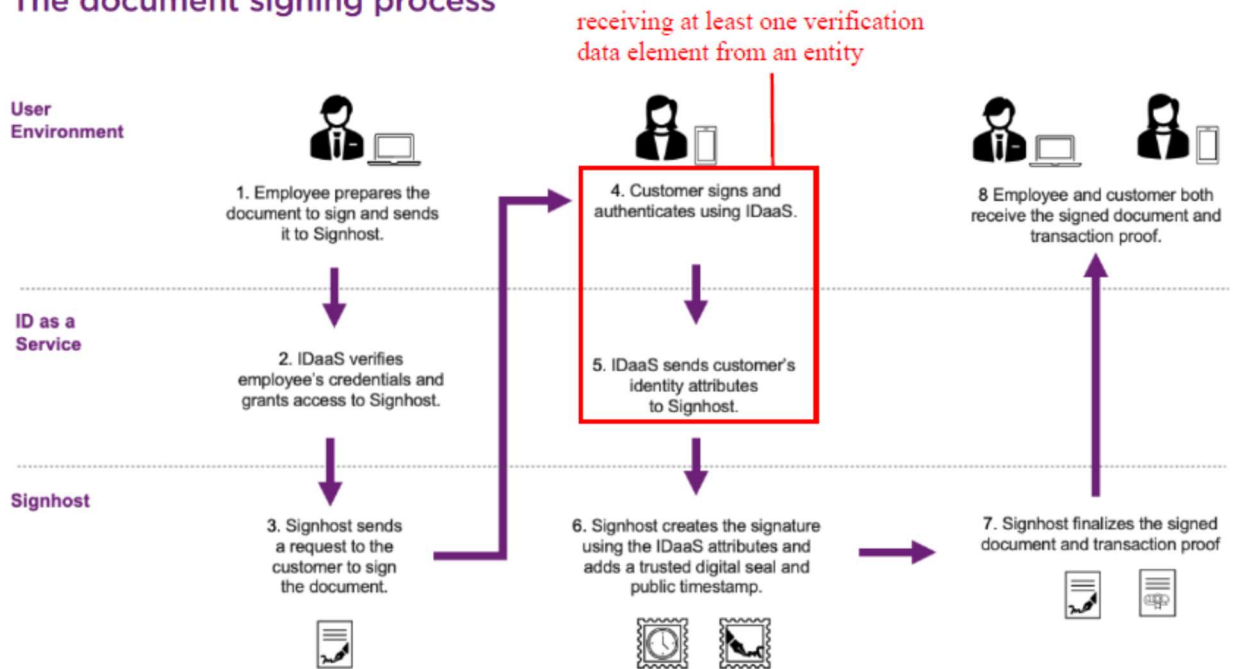 The document signing process
receiving at least one verification
data element from an entity
User
Environment
1. Employee prepares the
document to sign and sends
it to Signhost.
4. Customer signs and
authenticates using IDaaS.
8 Employee and customer both
receive the signed document and
transaction proof.
ID as a
Service
2. IDaaS verifies
employee's credentials and
grants access to Signhost.
5. IDaaS sends customer's
identity attributes
to Signhost.
Signhost
3. Signhost sends
a request to the
customer to sign
the document.
6. Signhost creates the signature
using the IDaaS attributes and
adds a trusted digital seal and
public timestamp.
7. Signhost finalizes the signed
document and transaction proof